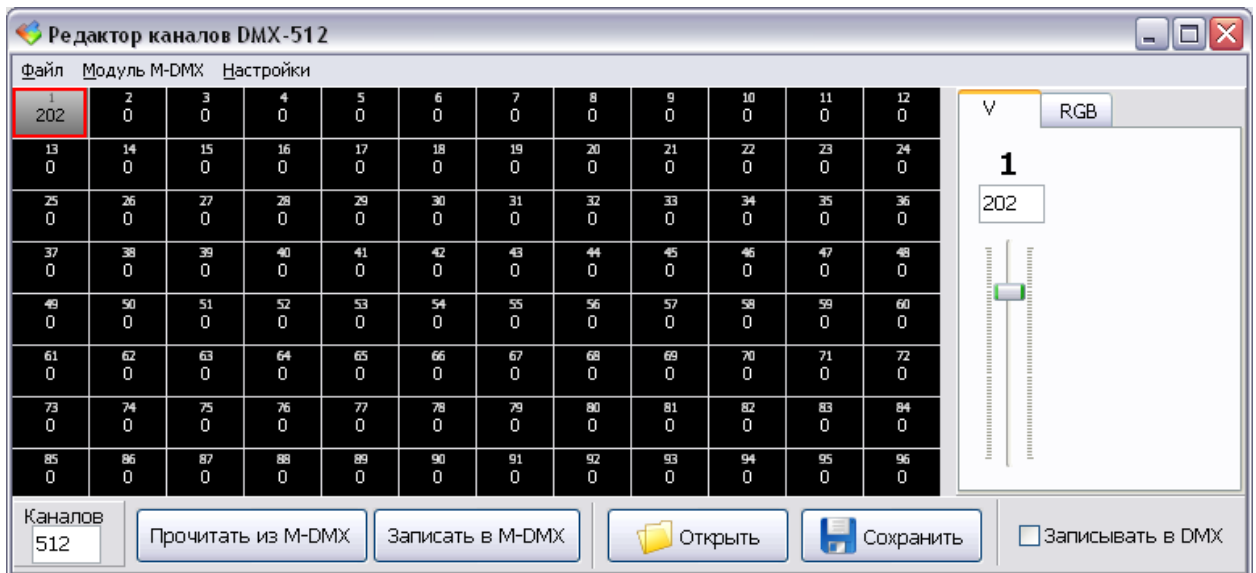 Редактор каналов DMX-512
Файл Модуль M-DMX Настройки
1 2 3 4 5 6 7 8 9 10 11 12
202 0 0 0 0 0 0 0 0 0 0 0
13 14 15 16 17 18 19 20 21 22 23 24
0 0 0 0 0 0 0 0 0 0 0 0
25 26 27 28 29 30 31 32 33 34 35 36
0 0 0 0 0 0 0 0 0 0 0 0
37 38 39 40 41 42 43 44 45 46 47 48
0 0 0 0 0 0 0 0 0 0 0 0
49 50 51 52 53 54 55 56 57 58 59 60
0 0 0 0 0 0 0 0 0 0 0 0
61 62 63 64 65 66 67 68 69 70 71 72
0 0 0 0 0 0 0 0 0 0 0 0
73 74 75 76 77 78 79 80 81 82 83 84
0 0 0 0 0 0 0 0 0 0 0 0
85 86 87 88 89 90 91 92 93 94 95 96
0 0 0 0 0 0 0 0 0 0 0 0
V RGB
1
202
Каналов
512
Прочитать из M-DMX
Записать в M-DMX
Открыть
Сохранить
Записывать в DMX